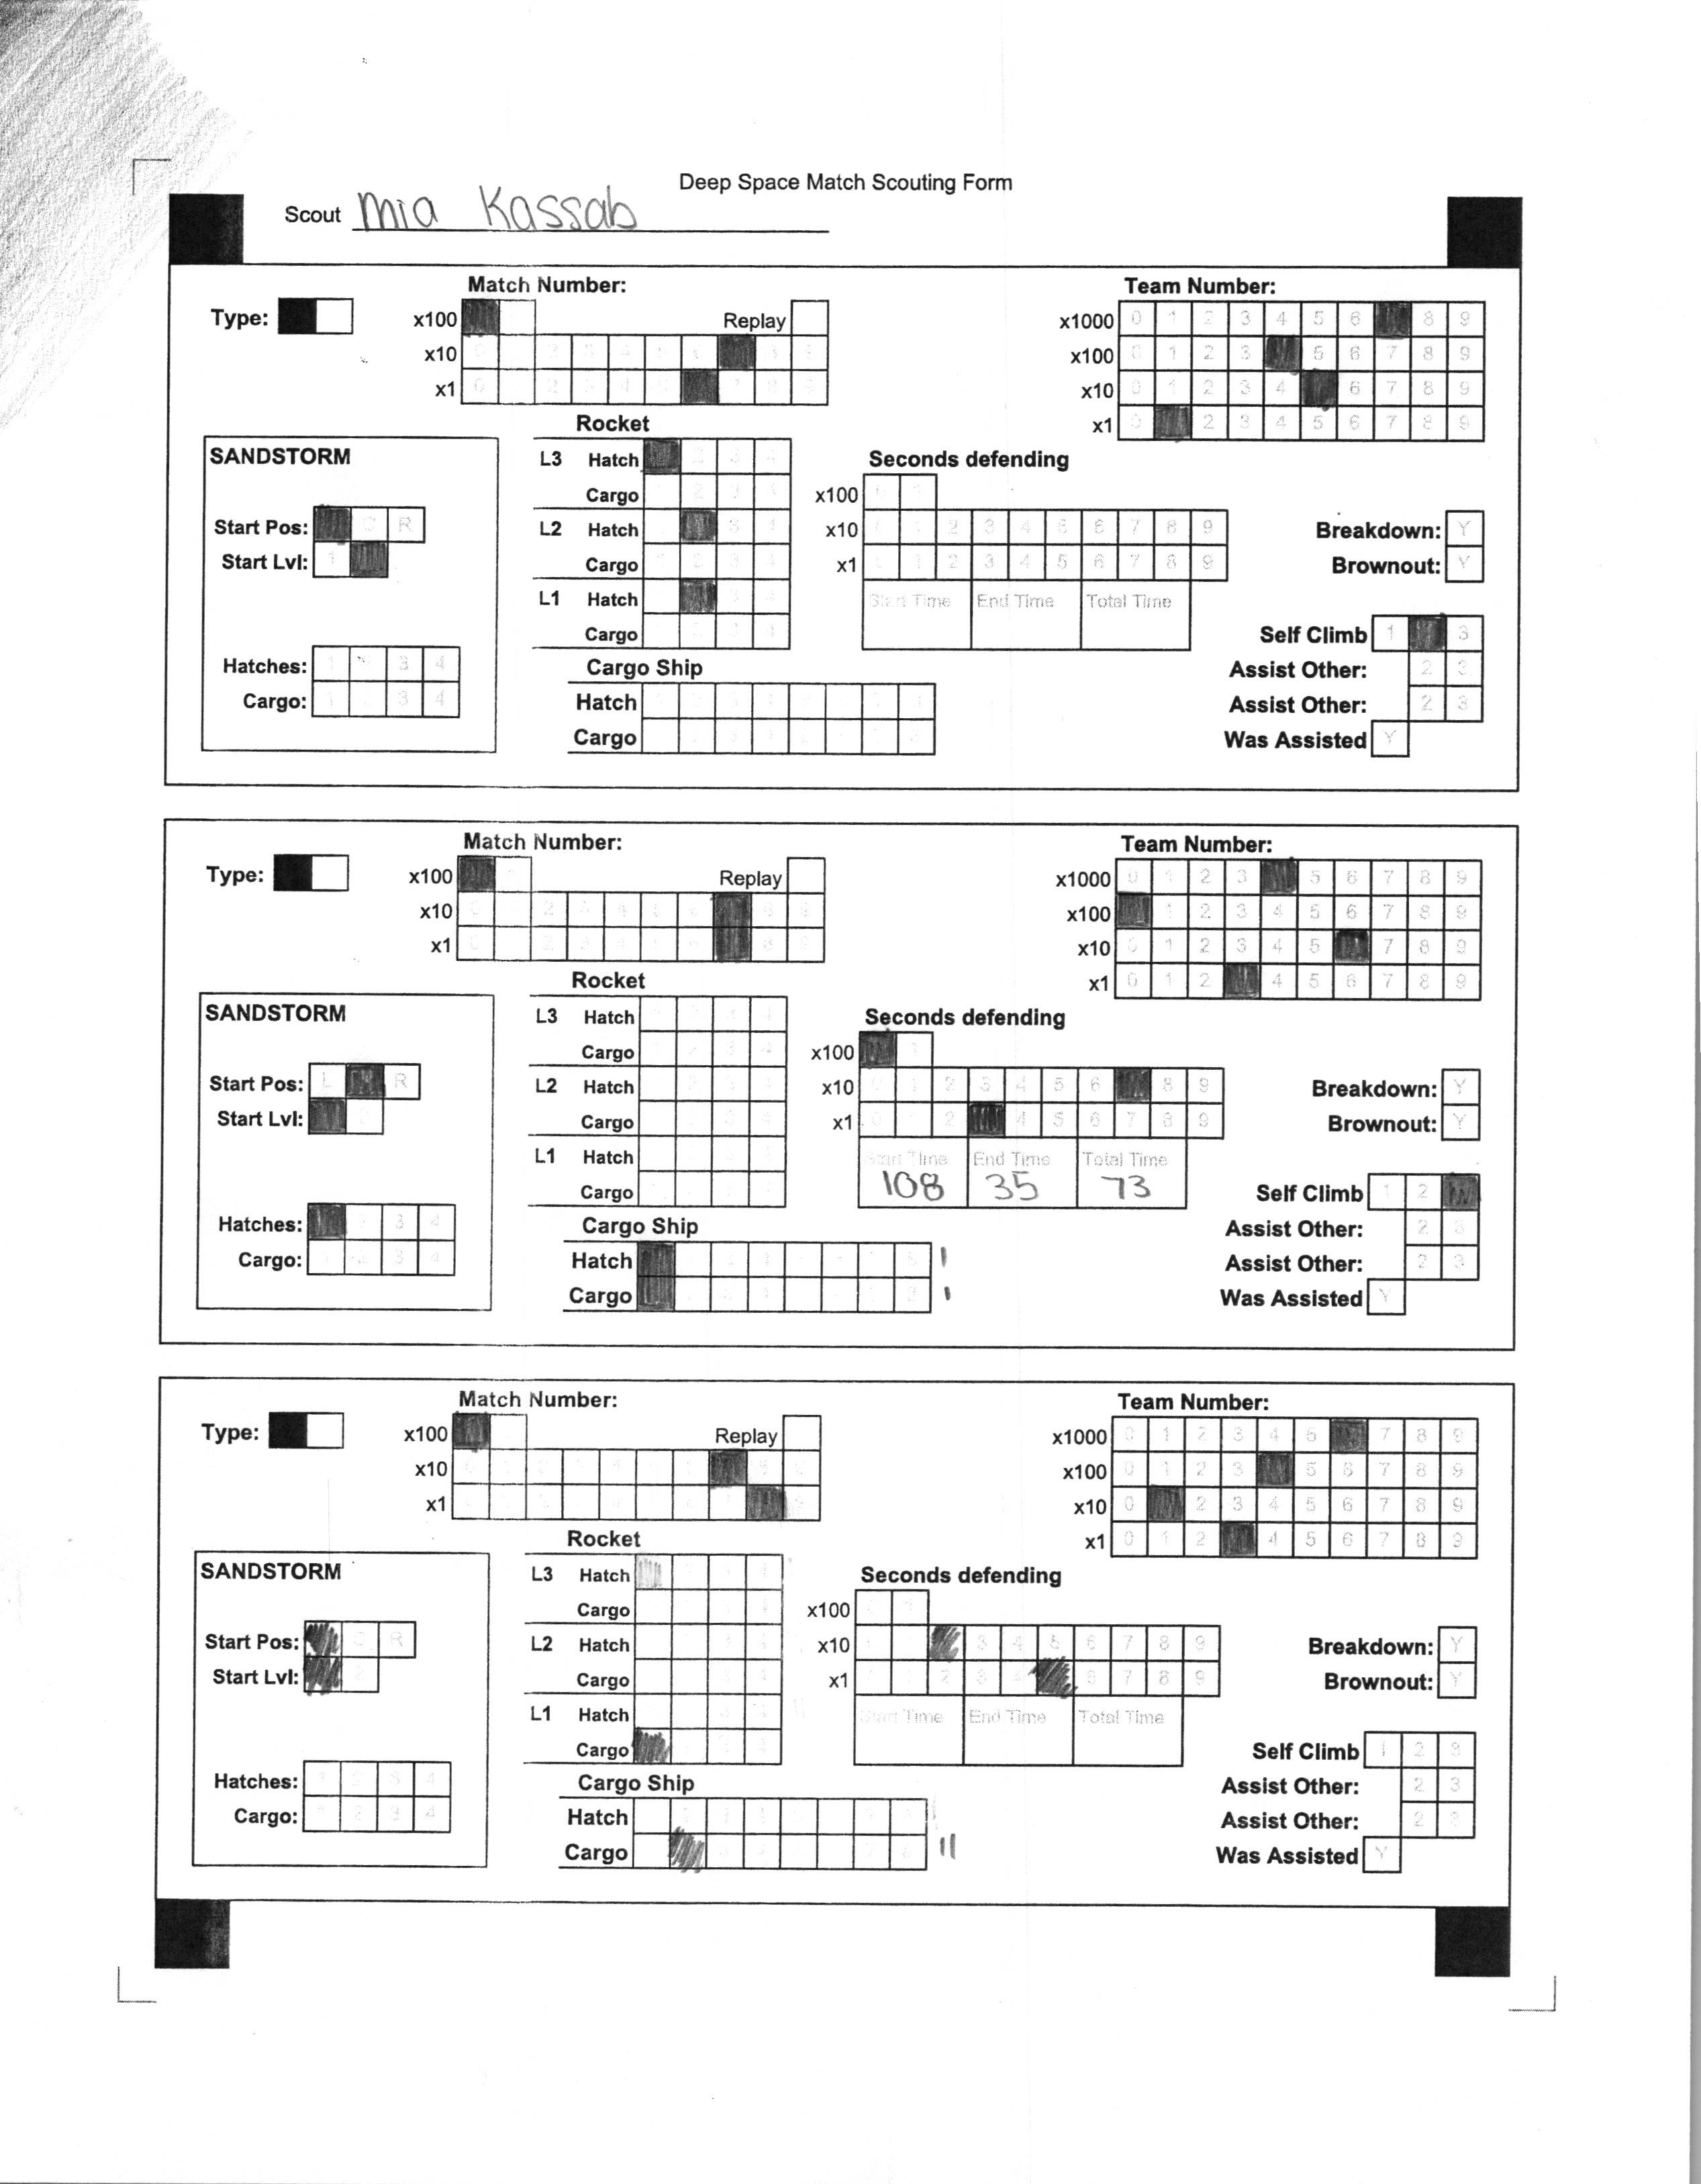 Deep Space Match Scouting Form
Scout Mia Kassab
Match Number:
Team Number:
Type:
x100
Replay
x10
x1
x1000 0 1 2 3 4 5 6 8 9
x100 0 1 2 3 5 6 7 8 9
x10 0 1 2 3 4 6 7 8 9
x1 0 2 3 4 5 6 7 8 9
SANDSTORM
Start Pos: C R
Start Lvl: 1
Hatches: 1 3 4
Cargo: 1 2 3 4
Rocket
L3 Hatch
Cargo
L2 Hatch
Cargo
L1 Hatch
Cargo
Cargo Ship
Hatch
Cargo
Seconds defending
x100
x10 1 2 3 4 5 6 7 8 9
x1 1 2 3 4 5 6 7 8 9
Start Time End Time Total Time
Breakdown: Y
Brownout: Y
Self Climb 1 3
Assist Other: 2 3
Assist Other: 2 3
Was Assisted Y
Match Number:
Team Number:
Type:
x100
Replay
x10
x1
x1000 0 1 2 3 5 6 7 8 9
x100 1 2 3 4 5 6 7 8 9
x10 0 1 2 3 4 5 7 8 9
x1 0 1 2 4 5 6 7 8 9
SANDSTORM
Start Pos: L R
Start Lvl:
Hatches: 3 4
Cargo: 2 3 4
Rocket
L3 Hatch
Cargo
L2 Hatch
Cargo
L1 Hatch
Cargo
Cargo Ship
Hatch
Cargo
Seconds defending
x100
x10 1 2 3 4 5 6 8 9
x1 0 2 4 5 6 7 8 9
Start Time End Time Total Time
108 35 73
Breakdown: Y
Brownout: Y
Self Climb 1 2
Assist Other: 2 3
Assist Other: 2 3
Was Assisted Y
Match Number:
Team Number:
Type:
x100
Replay
x10
x1
x1000 0 1 2 3 4 5 7 8 9
x100 0 1 2 3 5 6 7 8 9
x10 0 2 3 4 5 6 7 8 9
x1 0 1 2 4 5 6 7 8 9
SANDSTORM
Start Pos: C R
Start Lvl:
Hatches: 1 2 3 4
Cargo: 1 2 3 4
Rocket
L3 Hatch
Cargo
L2 Hatch
Cargo
L1 Hatch
Cargo
Cargo Ship
Hatch
Cargo
Seconds defending
x100
x10 3 4 5 6 7 8 9
x1 1 2 3 4 6 7 8 9
Start Time End Time Total Time
Breakdown: Y
Brownout: Y
Self Climb 1 2 3
Assist Other: 2 3
Assist Other: 2 3
Was Assisted Y